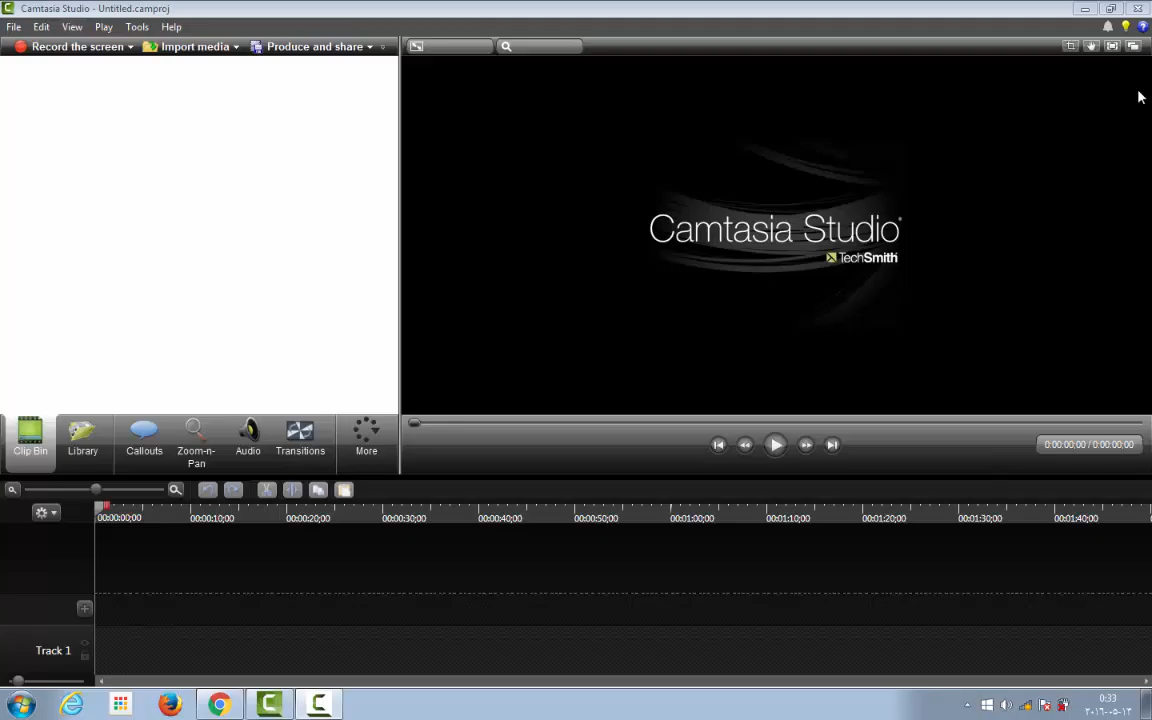 Camtasia Studio - Untitled.camproj
File Edit View Play Tools Help
Record the screen Import media Produce and share
Camtasia Studio
TechSmith
Clip Bin Library Callouts Zoom-n-Pan Audio Transitions More
0:00:00;00 / 0:00:00;00
00:00:00;00 00:00:10;00 00:00:20;00 00:00:30;00 00:00:40;00 00:00:50;00 00:01:00;00 00:01:10;00 00:01:20;00 00:01:30;00 00:01:40;00
Track 1
0:33
٢٠١٦-٠٥-١٣